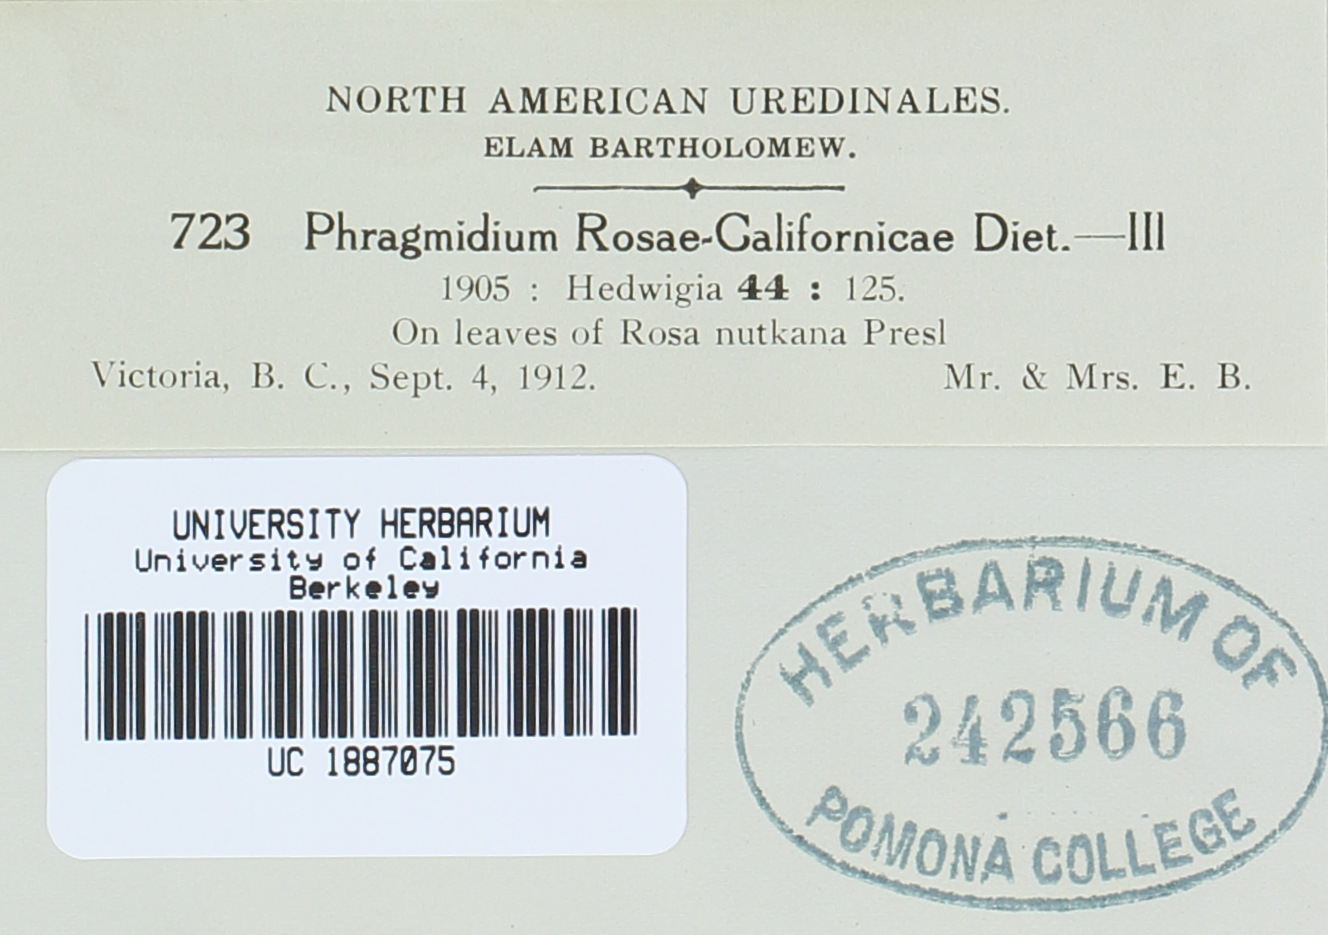 NORTH AMERICAN UREDINALES.
ELAM BARTHOLOMEW.
723 Phragmidium Rosae-Californicae Diet.—III
1905 : Hedwigia 44 : 125.
On leaves of Rosa nutkana Presl
Victoria, B. C., Sept. 4, 1912. Mr. & Mrs. E. B.
UNIVERSITY HERBARIUM
University of California
Berkeley
UC 1887075
HERBARIUM OF
242566
POMONA COLLEGE